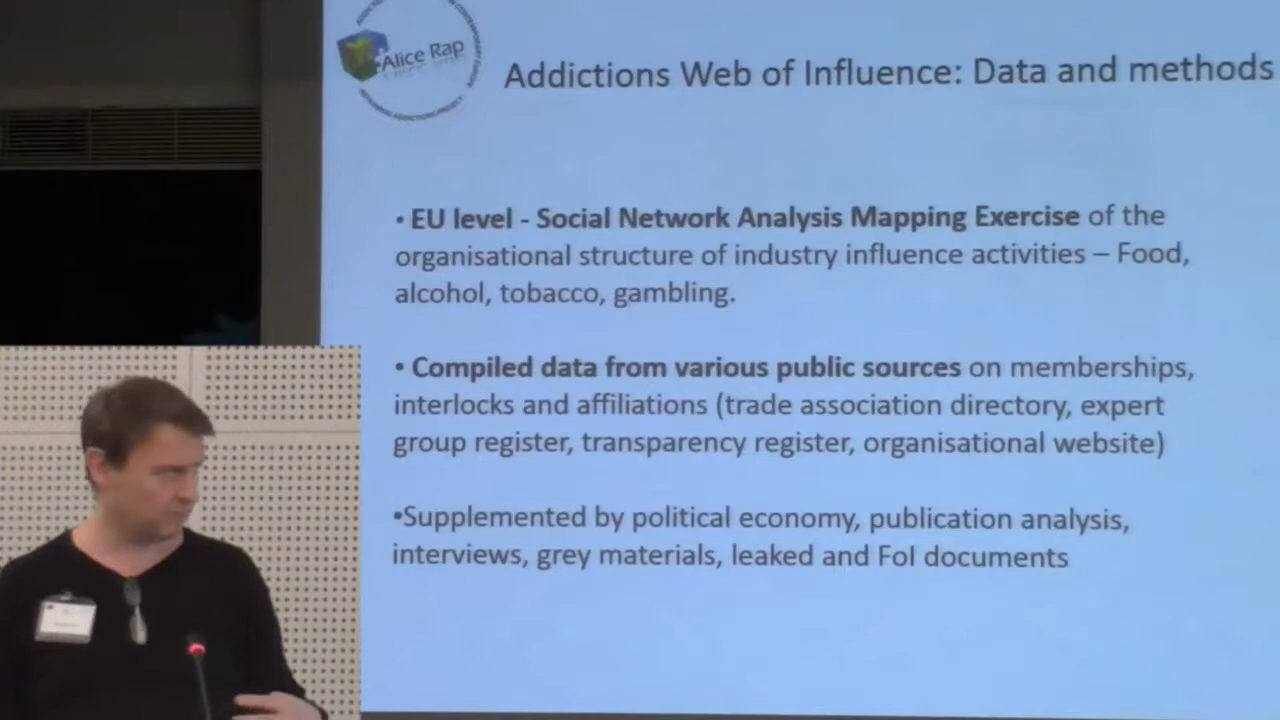 Alice Rap
Addictions Web of Influence: Data and methods
• EU level - Social Network Analysis Mapping Exercise of the
organisational structure of industry influence activities – Food,
alcohol, tobacco, gambling.
• Compiled data from various public sources on memberships,
interlocks and affiliations (trade association directory, expert
group register, transparency register, organisational website)
•Supplemented by political economy, publication analysis,
interviews, grey materials, leaked and FoI documents